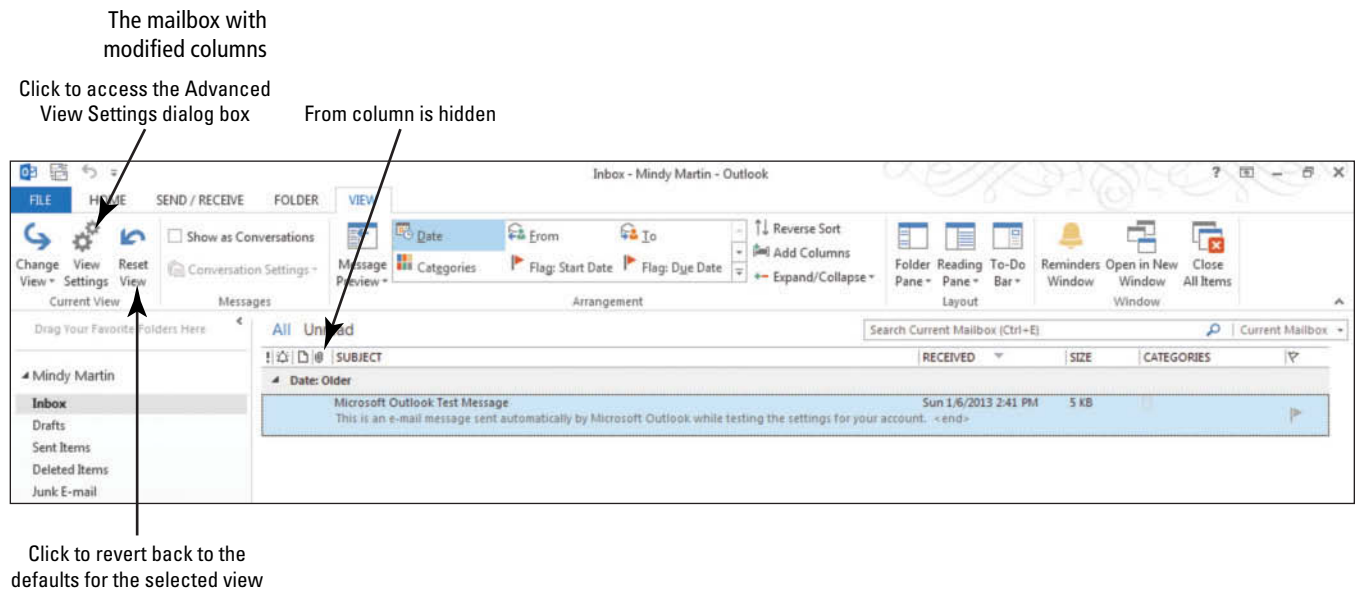 The mailbox with
modified columns
Click to access the Advanced
View Settings dialog box
From column is hidden
Inbox - Mindy Martin - Outlook
FILE HOME SEND / RECEIVE FOLDER VIEW
Change View View Settings Reset View
Current View
Show as Conversations
Conversation Settings
Messages
Message Preview
Date From To
Categories Flag: Start Date Flag: Due Date
Reverse Sort
Add Columns
Expand/Collapse
Arrangement
Folder Pane Reading Pane To-Do Bar
Layout
Reminders Window Open in New Window Close All Items
Window
Drag Your Favorite Folders Here
All Unread
Search Current Mailbox (Ctrl+E) Current Mailbox
SUBJECT RECEIVED SIZE CATEGORIES
Mindy Martin
Date: Older
Inbox
Microsoft Outlook Test Message Sun 1/6/2013 2:41 PM 5 KB
This is an e-mail message sent automatically by Microsoft Outlook while testing the settings for your account. <end>
Drafts
Sent Items
Deleted Items
Junk E-mail
Click to revert back to the
defaults for the selected view